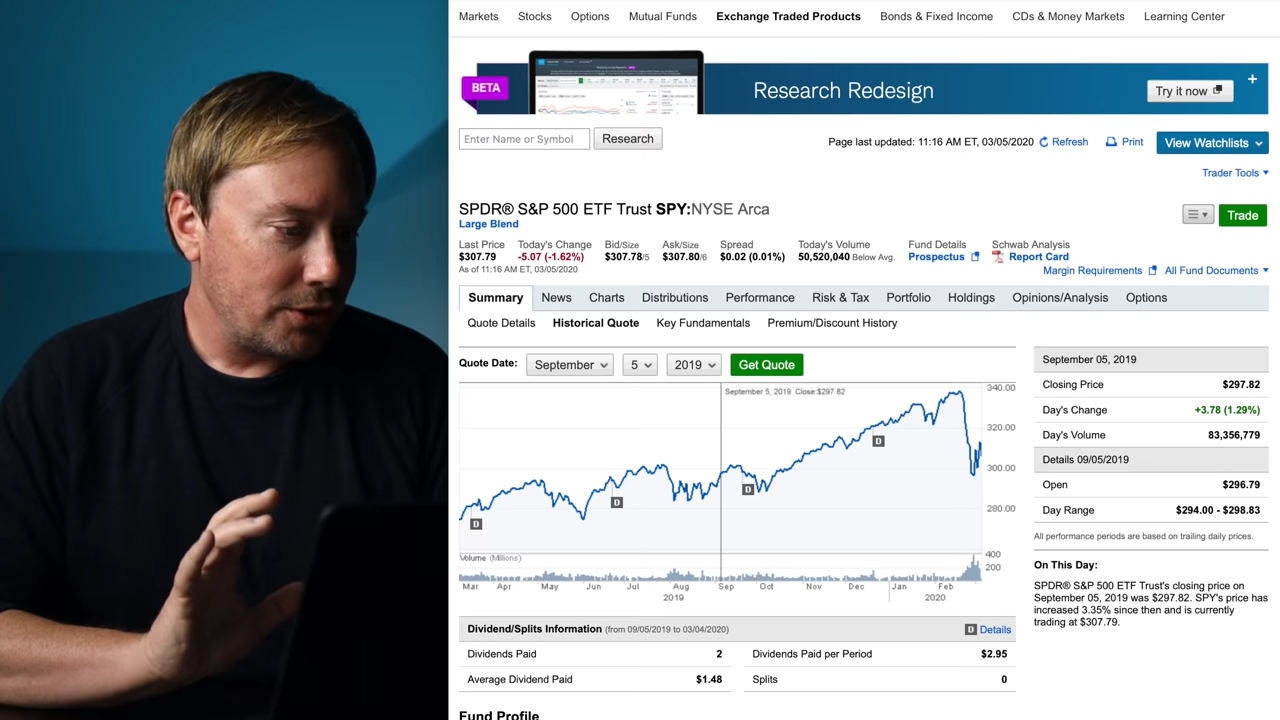 Markets Stocks Options Mutual Funds Exchange Traded Products Bonds & Fixed Income CDs & Money Markets Learning Center
BETA
Research Redesign
Try it now
+
Enter Name or Symbol Research
Page last updated: 11:16 AM ET, 03/05/2020 Refresh Print View Watchlists
Trader Tools
SPDR® S&P 500 ETF Trust SPY:NYSE Arca
Large Blend
Trade
Last Price Today's Change Bid/Size Ask/Size Spread Today's Volume Fund Details Schwab Analysis
$307.79 -5.07 (-1.62%) $307.78/5 $307.80/6 $0.02 (0.01%) 50,520,040 Below Avg. Prospectus Report Card
As of 11:16 AM ET, 03/05/2020
Margin Requirements All Fund Documents
Summary News Charts Distributions Performance Risk & Tax Portfolio Holdings Opinions/Analysis Options
Quote Details Historical Quote Key Fundamentals Premium/Discount History
Quote Date: September 5 2019 Get Quote
September 5, 2019 Close:$297.82
340.00
320.00
300.00
280.00
D
D
D
D
Volume (Millions)
400
200
Mar Apr May Jun Jul Aug Sep Oct Nov Dec Jan Feb
2019 2020
September 05, 2019
Closing Price $297.82
Day's Change +3.78 (1.29%)
Day's Volume 83,356,779
Details 09/05/2019
Open $296.79
Day Range $294.00 - $298.83
All performance periods are based on trailing daily prices.
On This Day:
SPDR® S&P 500 ETF Trust's closing price on
September 05, 2019 was $297.82. SPY's price has
increased 3.35% since then and is currently
trading at $307.79.
Dividend/Splits Information (from 09/05/2019 to 03/04/2020) D Details
Dividends Paid 2 Dividends Paid per Period $2.95
Average Dividend Paid $1.48 Splits 0
Fund Profile